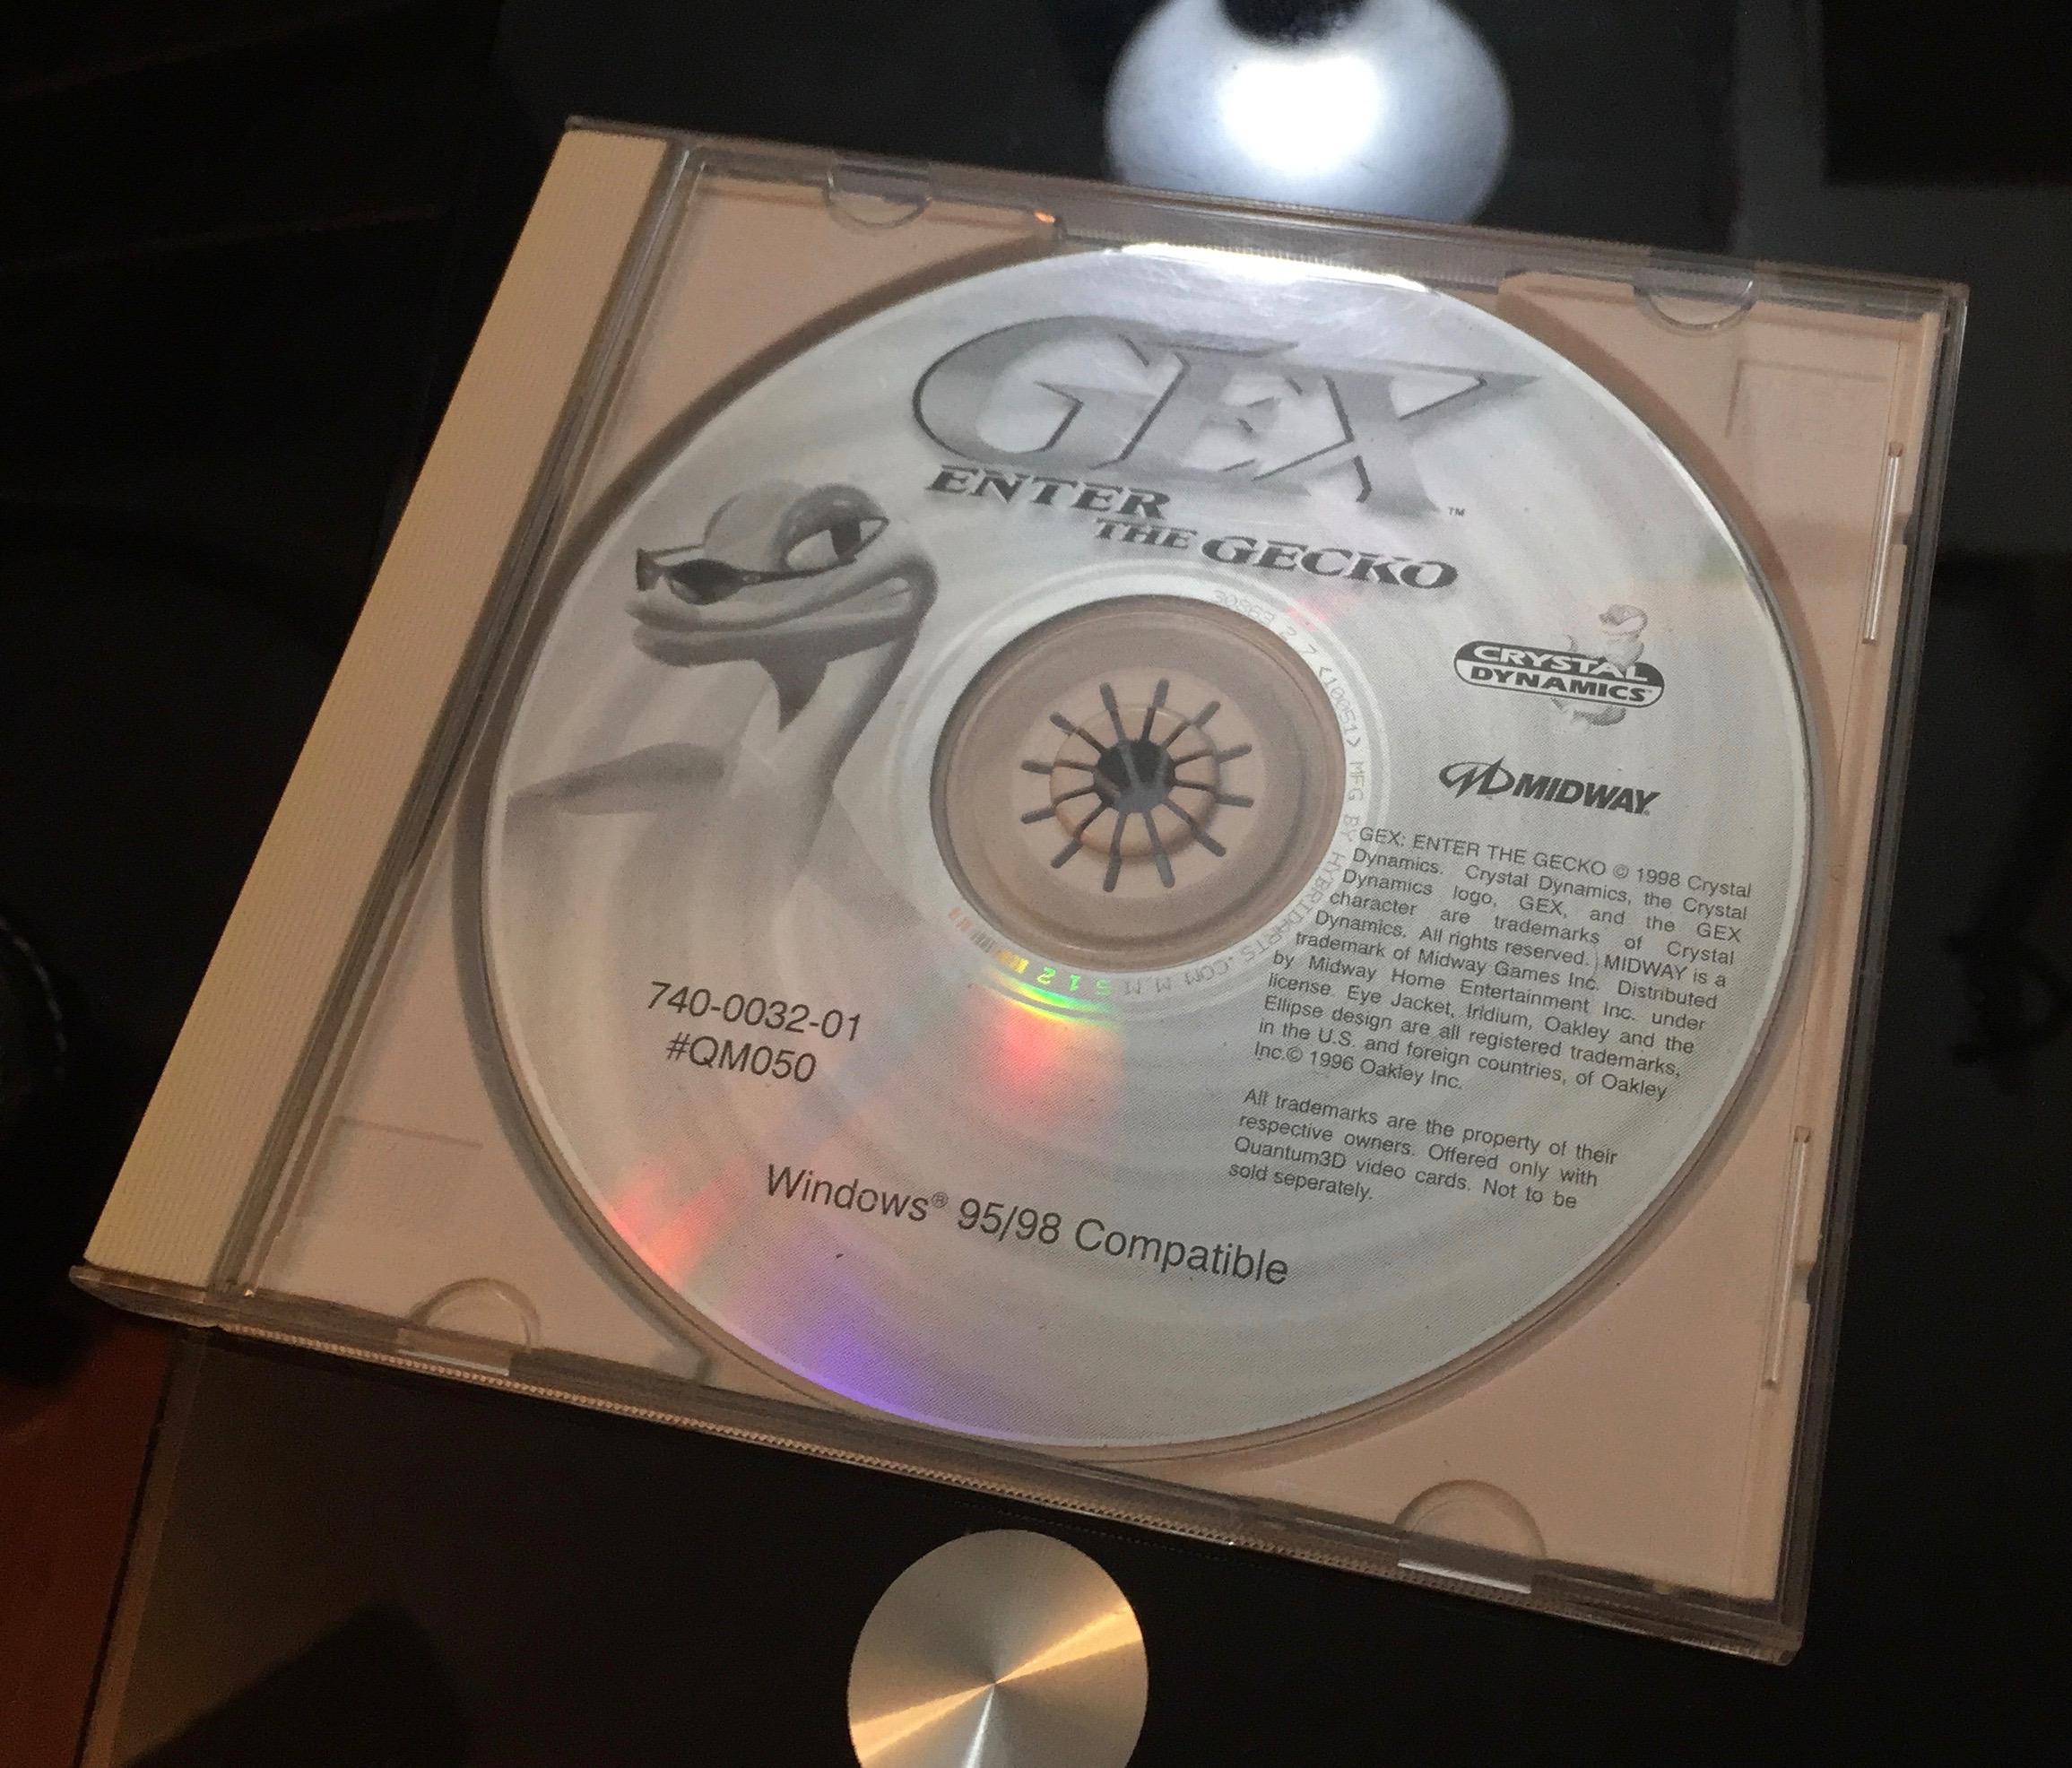 GEX™
ENTER
THE GECKO
CRYSTAL
DYNAMICS
MIDWAY
GEX: ENTER THE GECKO © 1998 Crystal
Dynamics. Crystal Dynamics, the Crystal
Dynamics logo, GEX, and the GEX
character are trademarks of Crystal
Dynamics. All rights reserved. MIDWAY is a
trademark of Midway Games Inc. Distributed
by Midway Home Entertainment Inc. under
license. Eye Jacket, Iridium, Oakley and the
Ellipse design are all registered trademarks,
in the U.S. and foreign countries, of Oakley
Inc.© 1996 Oakley Inc.
All trademarks are the property of their
respective owners. Offered only with
Quantum3D video cards. Not to be
sold seperately.
740-0032-01
#QM050
Windows® 95/98 Compatible
MFG BY HYBRIDARTS.COM